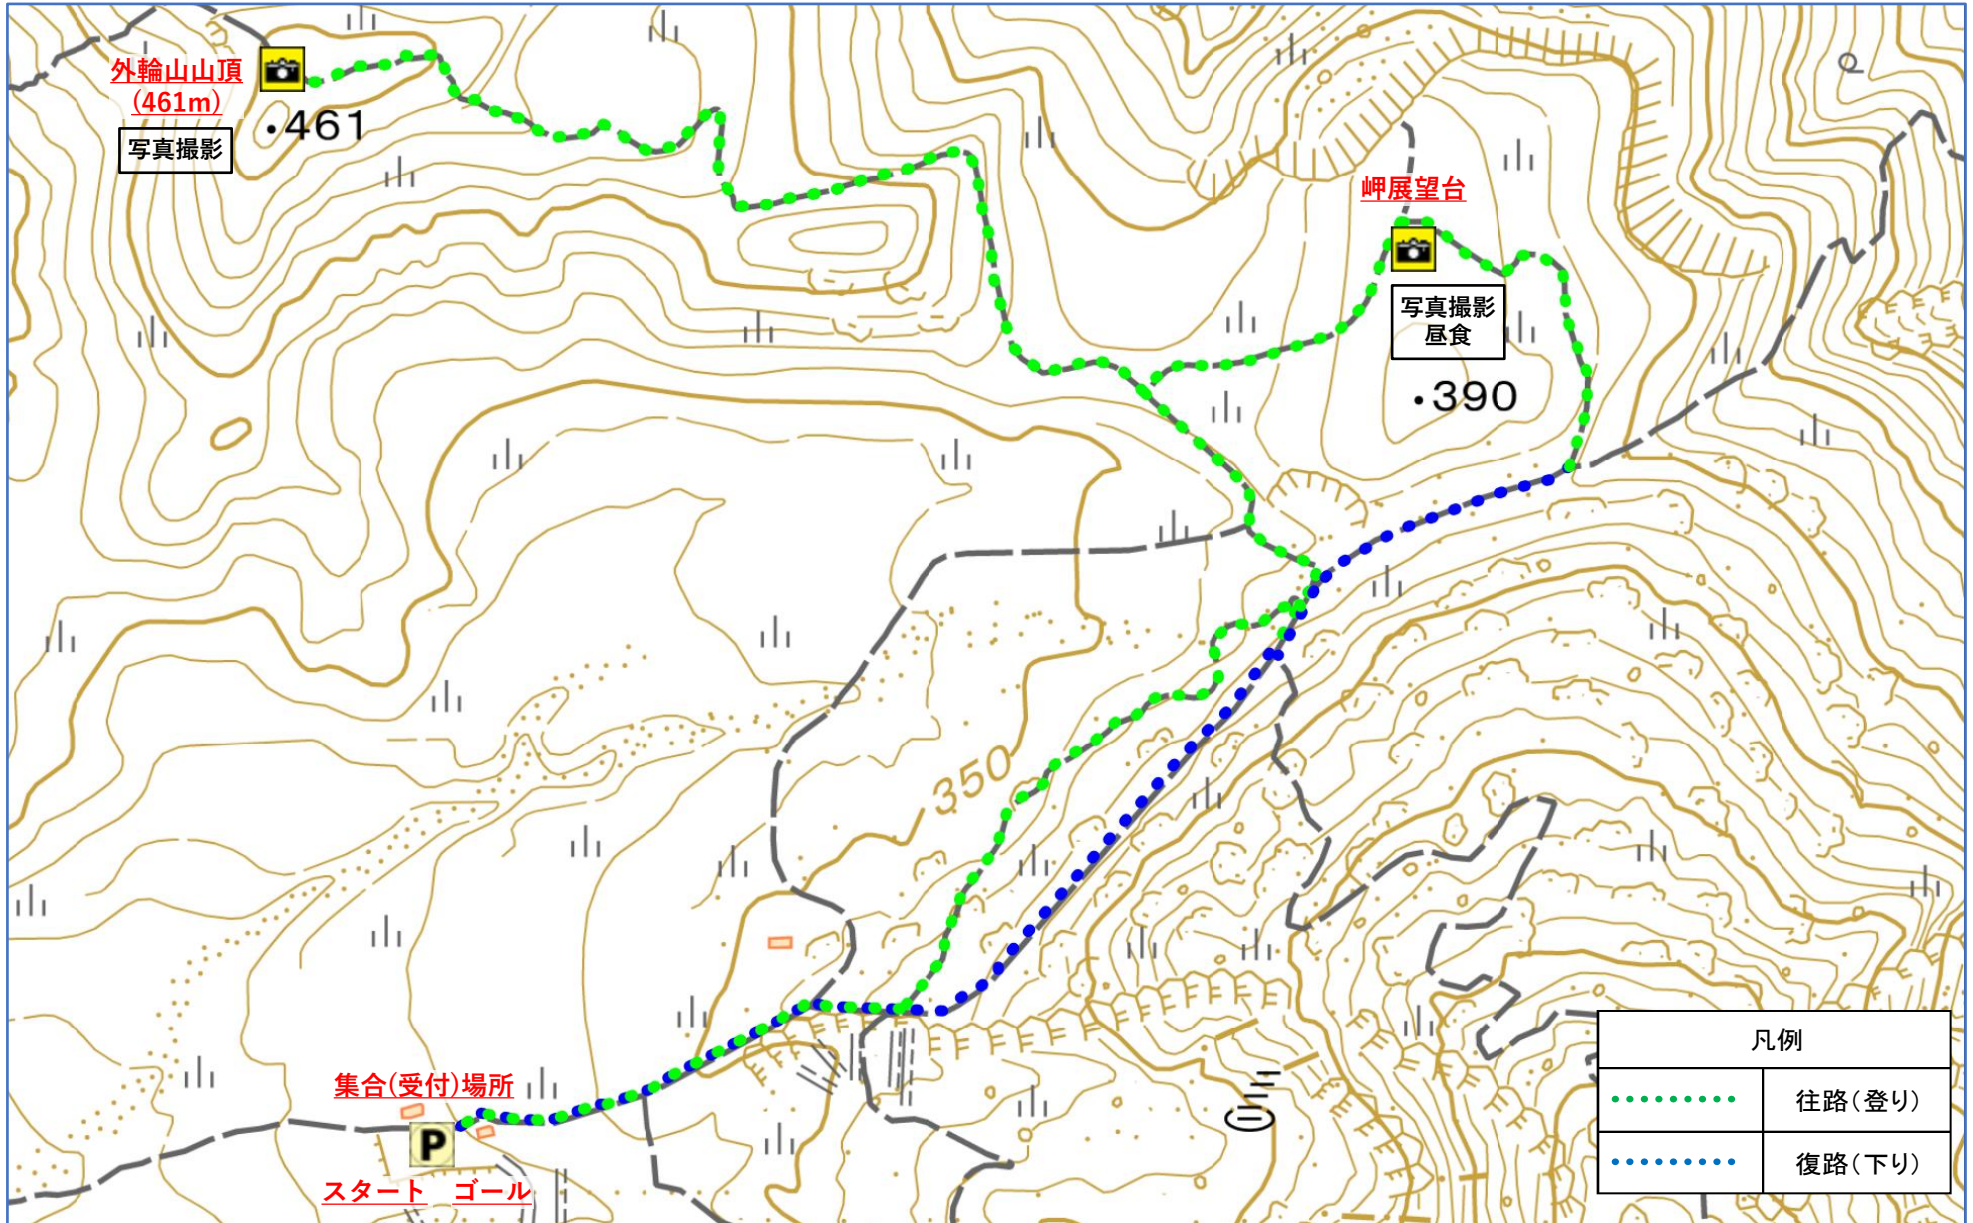 外輪山山頂
(461m)
写真撮影
461
岬展望台
写真撮影
昼食
390
350
集合(受付)場所
P
スタート ゴール
凡例
往路(登り)
復路(下り)